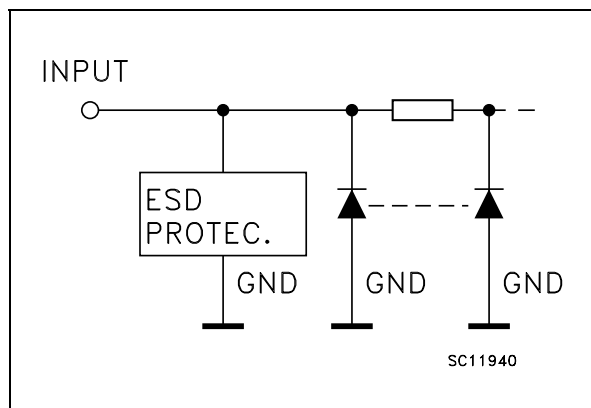 INPUT
ESD
PROTEC.
GND
GND
GND
SC11940